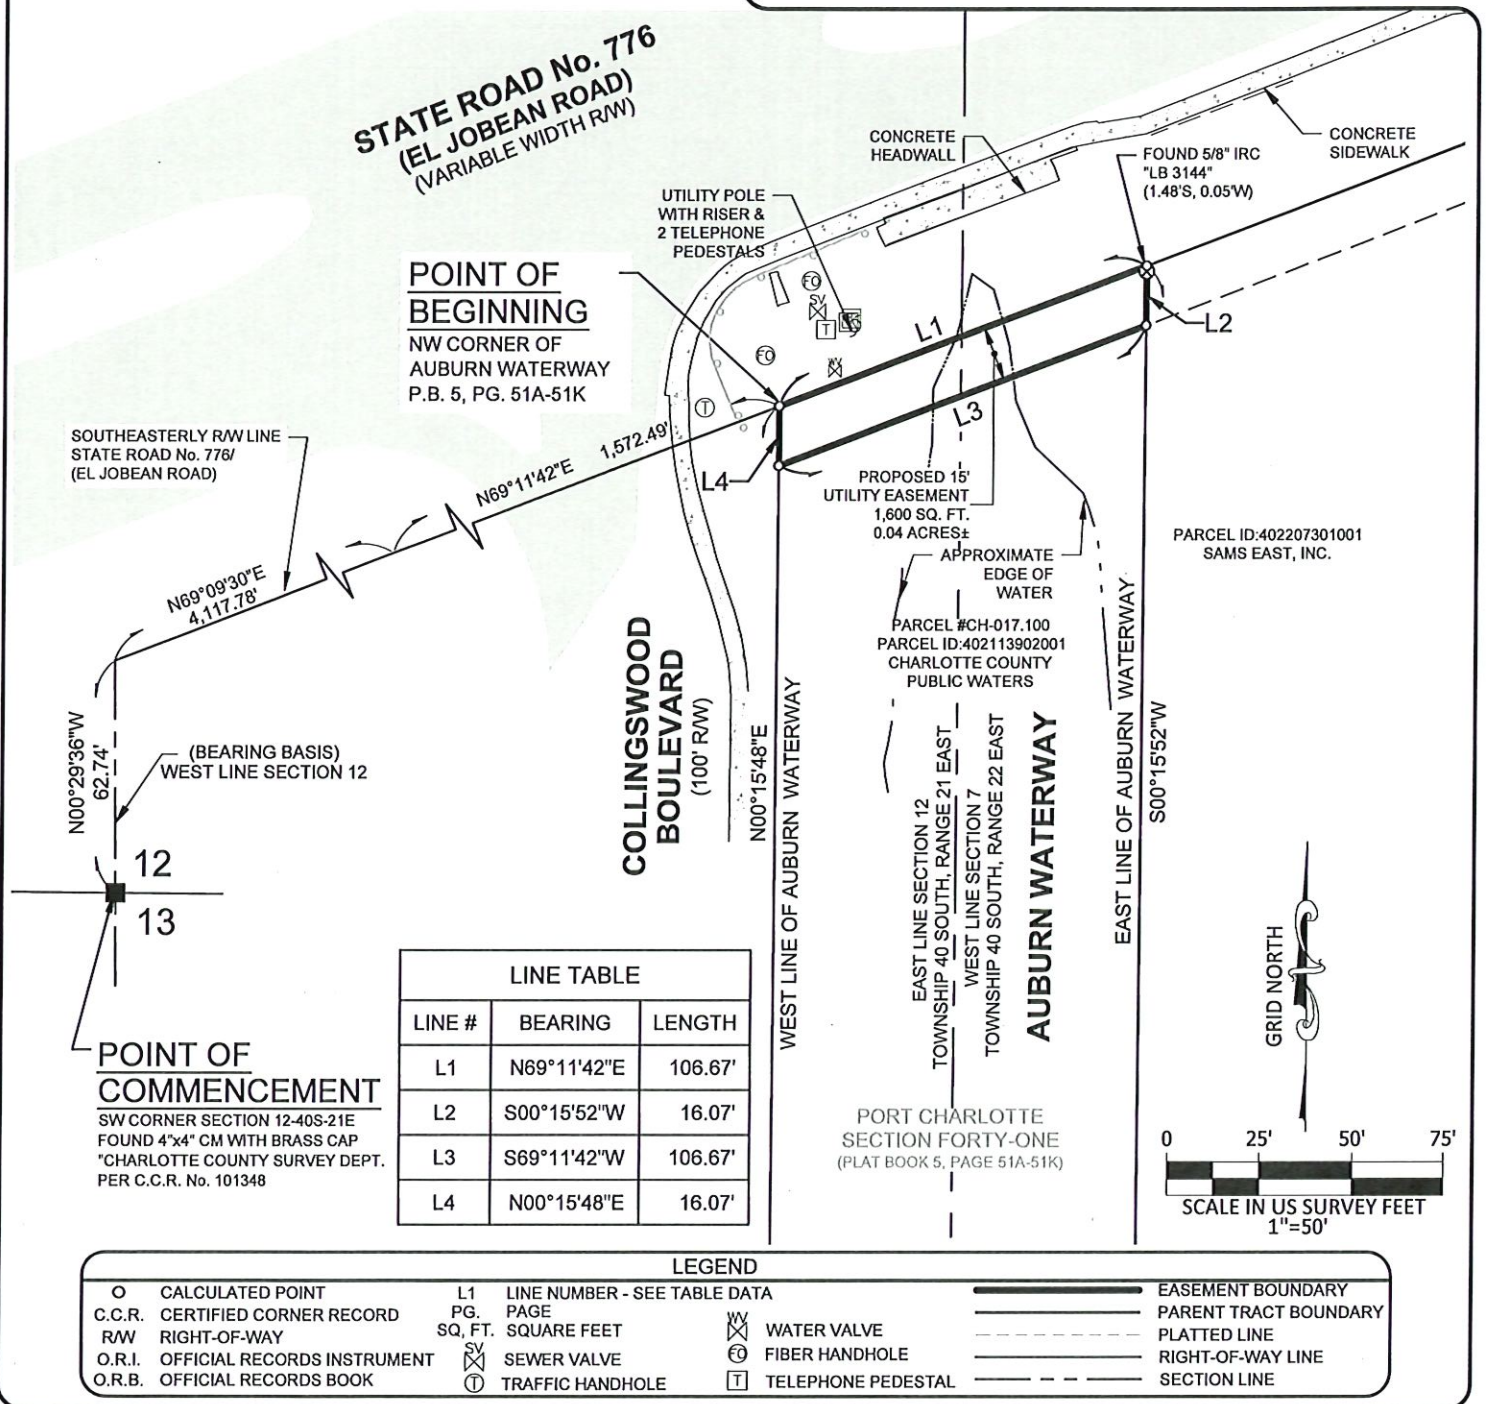 STATE ROAD No. 776
(EL JOBEAN ROAD)
(VARIABLE WIDTH R/W)
CONCRETE
HEADWALL
CONCRETE
SIDEWALK
FOUND 5/8" IRC
"LB 3144"
(1.48'S, 0.05'W)
UTILITY POLE
WITH RISER &
2 TELEPHONE
PEDESTALS
POINT OF
BEGINNING
NW CORNER OF
AUBURN WATERWAY
P.B. 5, PG. 51A-51K
FO
SV
T
FO
WV
T
L1
L2
L3
L4
SOUTHEASTERLY R/W LINE
STATE ROAD No. 776/
(EL JOBEAN ROAD)
N69°11'42"E 1,572.49'
N69°09'30"E
4,117.78'
PROPOSED 15'
UTILITY EASEMENT
1,600 SQ. FT.
0.04 ACRES±
APPROXIMATE
EDGE OF
WATER
PARCEL ID:402207301001
SAMS EAST, INC.
PARCEL #CH-017.100
PARCEL ID:402113902001
CHARLOTTE COUNTY
PUBLIC WATERS
COLLINGSWOOD
BOULEVARD
(100' R/W)
N00°15'48"E
WEST LINE OF AUBURN WATERWAY
EAST LINE SECTION 12
TOWNSHIP 40 SOUTH, RANGE 21 EAST
WEST LINE SECTION 7
TOWNSHIP 40 SOUTH, RANGE 22 EAST
AUBURN WATERWAY
EAST LINE OF AUBURN WATERWAY
S00°15'52"W
N00°29'36"W
62.74'
(BEARING BASIS)
WEST LINE SECTION 12
12
13
POINT OF
COMMENCEMENT
SW CORNER SECTION 12-40S-21E
FOUND 4"x4" CM WITH BRASS CAP
"CHARLOTTE COUNTY SURVEY DEPT.
PER C.C.R. No. 101348
LINE TABLE
LINE # BEARING LENGTH
L1 N69°11'42"E 106.67'
L2 S00°15'52"W 16.07'
L3 S69°11'42"W 106.67'
L4 N00°15'48"E 16.07'
PORT CHARLOTTE
SECTION FORTY-ONE
(PLAT BOOK 5, PAGE 51A-51K)
GRID NORTH
0 25' 50' 75'
SCALE IN US SURVEY FEET
1"=50'
LEGEND
O CALCULATED POINT
C.C.R. CERTIFIED CORNER RECORD
R/W RIGHT-OF-WAY
O.R.I. OFFICIAL RECORDS INSTRUMENT
O.R.B. OFFICIAL RECORDS BOOK
L1 LINE NUMBER - SEE TABLE DATA
PG. PAGE
SQ, FT. SQUARE FEET
SV SEWER VALVE
T TRAFFIC HANDHOLE
WV WATER VALVE
FO FIBER HANDHOLE
T TELEPHONE PEDESTAL
EASEMENT BOUNDARY
PARENT TRACT BOUNDARY
PLATTED LINE
RIGHT-OF-WAY LINE
SECTION LINE